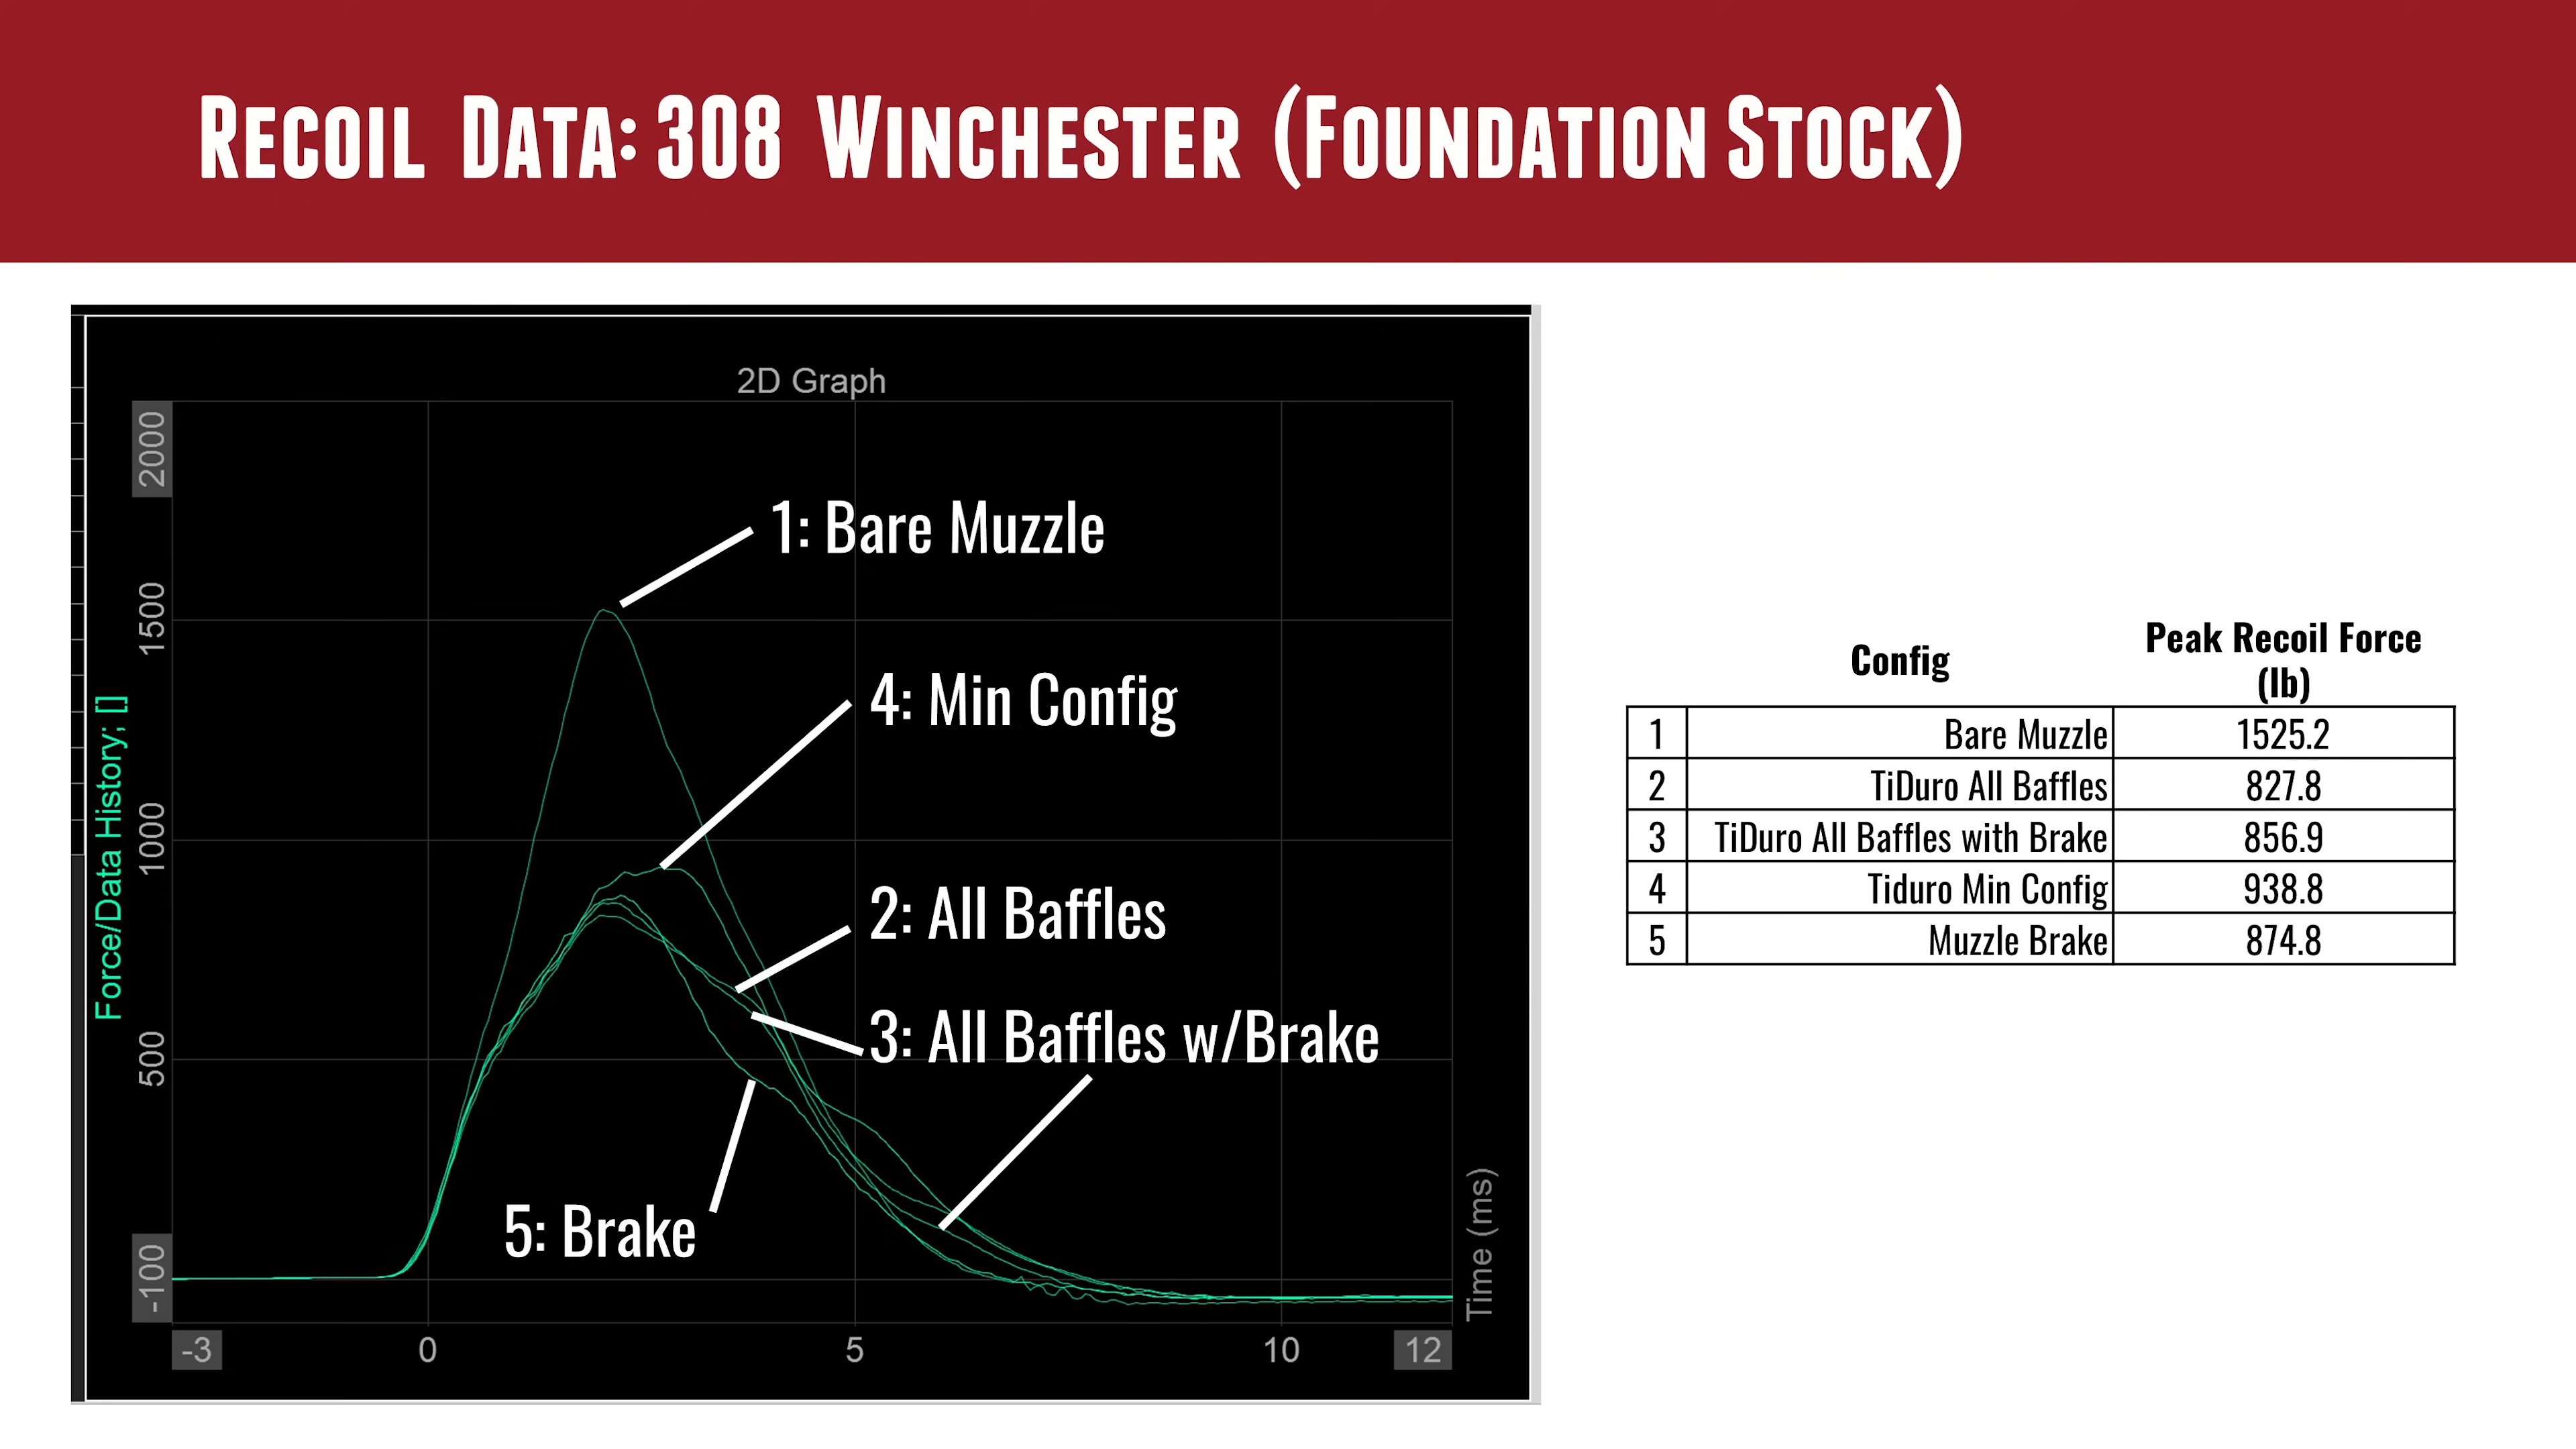 Recoil Data: 308 Winchester (Foundation Stock)
2D Graph
2000
1500
1000
500
-100
Force/Data History; []
1: Bare Muzzle
4: Min Config
2: All Baffles
3: All Baffles w/Brake
5: Brake
Time (ms)
-3 0 5 10 12
Config Peak Recoil Force (lb)
1 Bare Muzzle 1525.2
2 TiDuro All Baffles 827.8
3 TiDuro All Baffles with Brake 856.9
4 Tiduro Min Config 938.8
5 Muzzle Brake 874.8